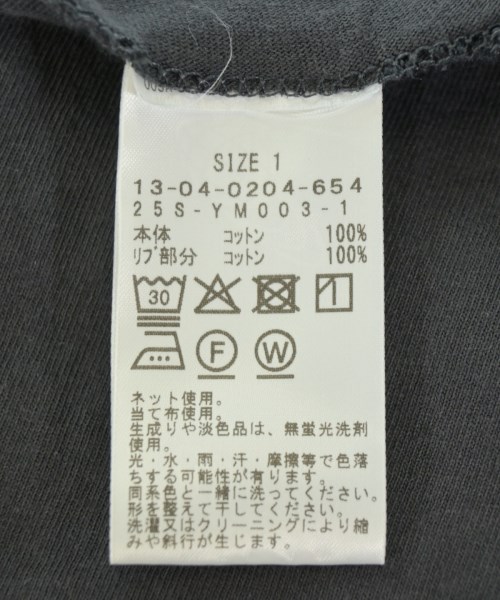 SIZE 1
13-04-0204-654
25S-YM003-1
本体 コットン 100%
リブ部分 コットン 100%
30
F W
ネット使用。
当て布使用。
生成りや淡色品は、無蛍光洗剤
使用。
光・水・雨・汗・摩擦等で色落
ちする可能性が有ります。
同系色と一緒に洗ってください。
形を整えて干してください。
洗濯又はクリーニングにより縮
みや斜行が生じます。